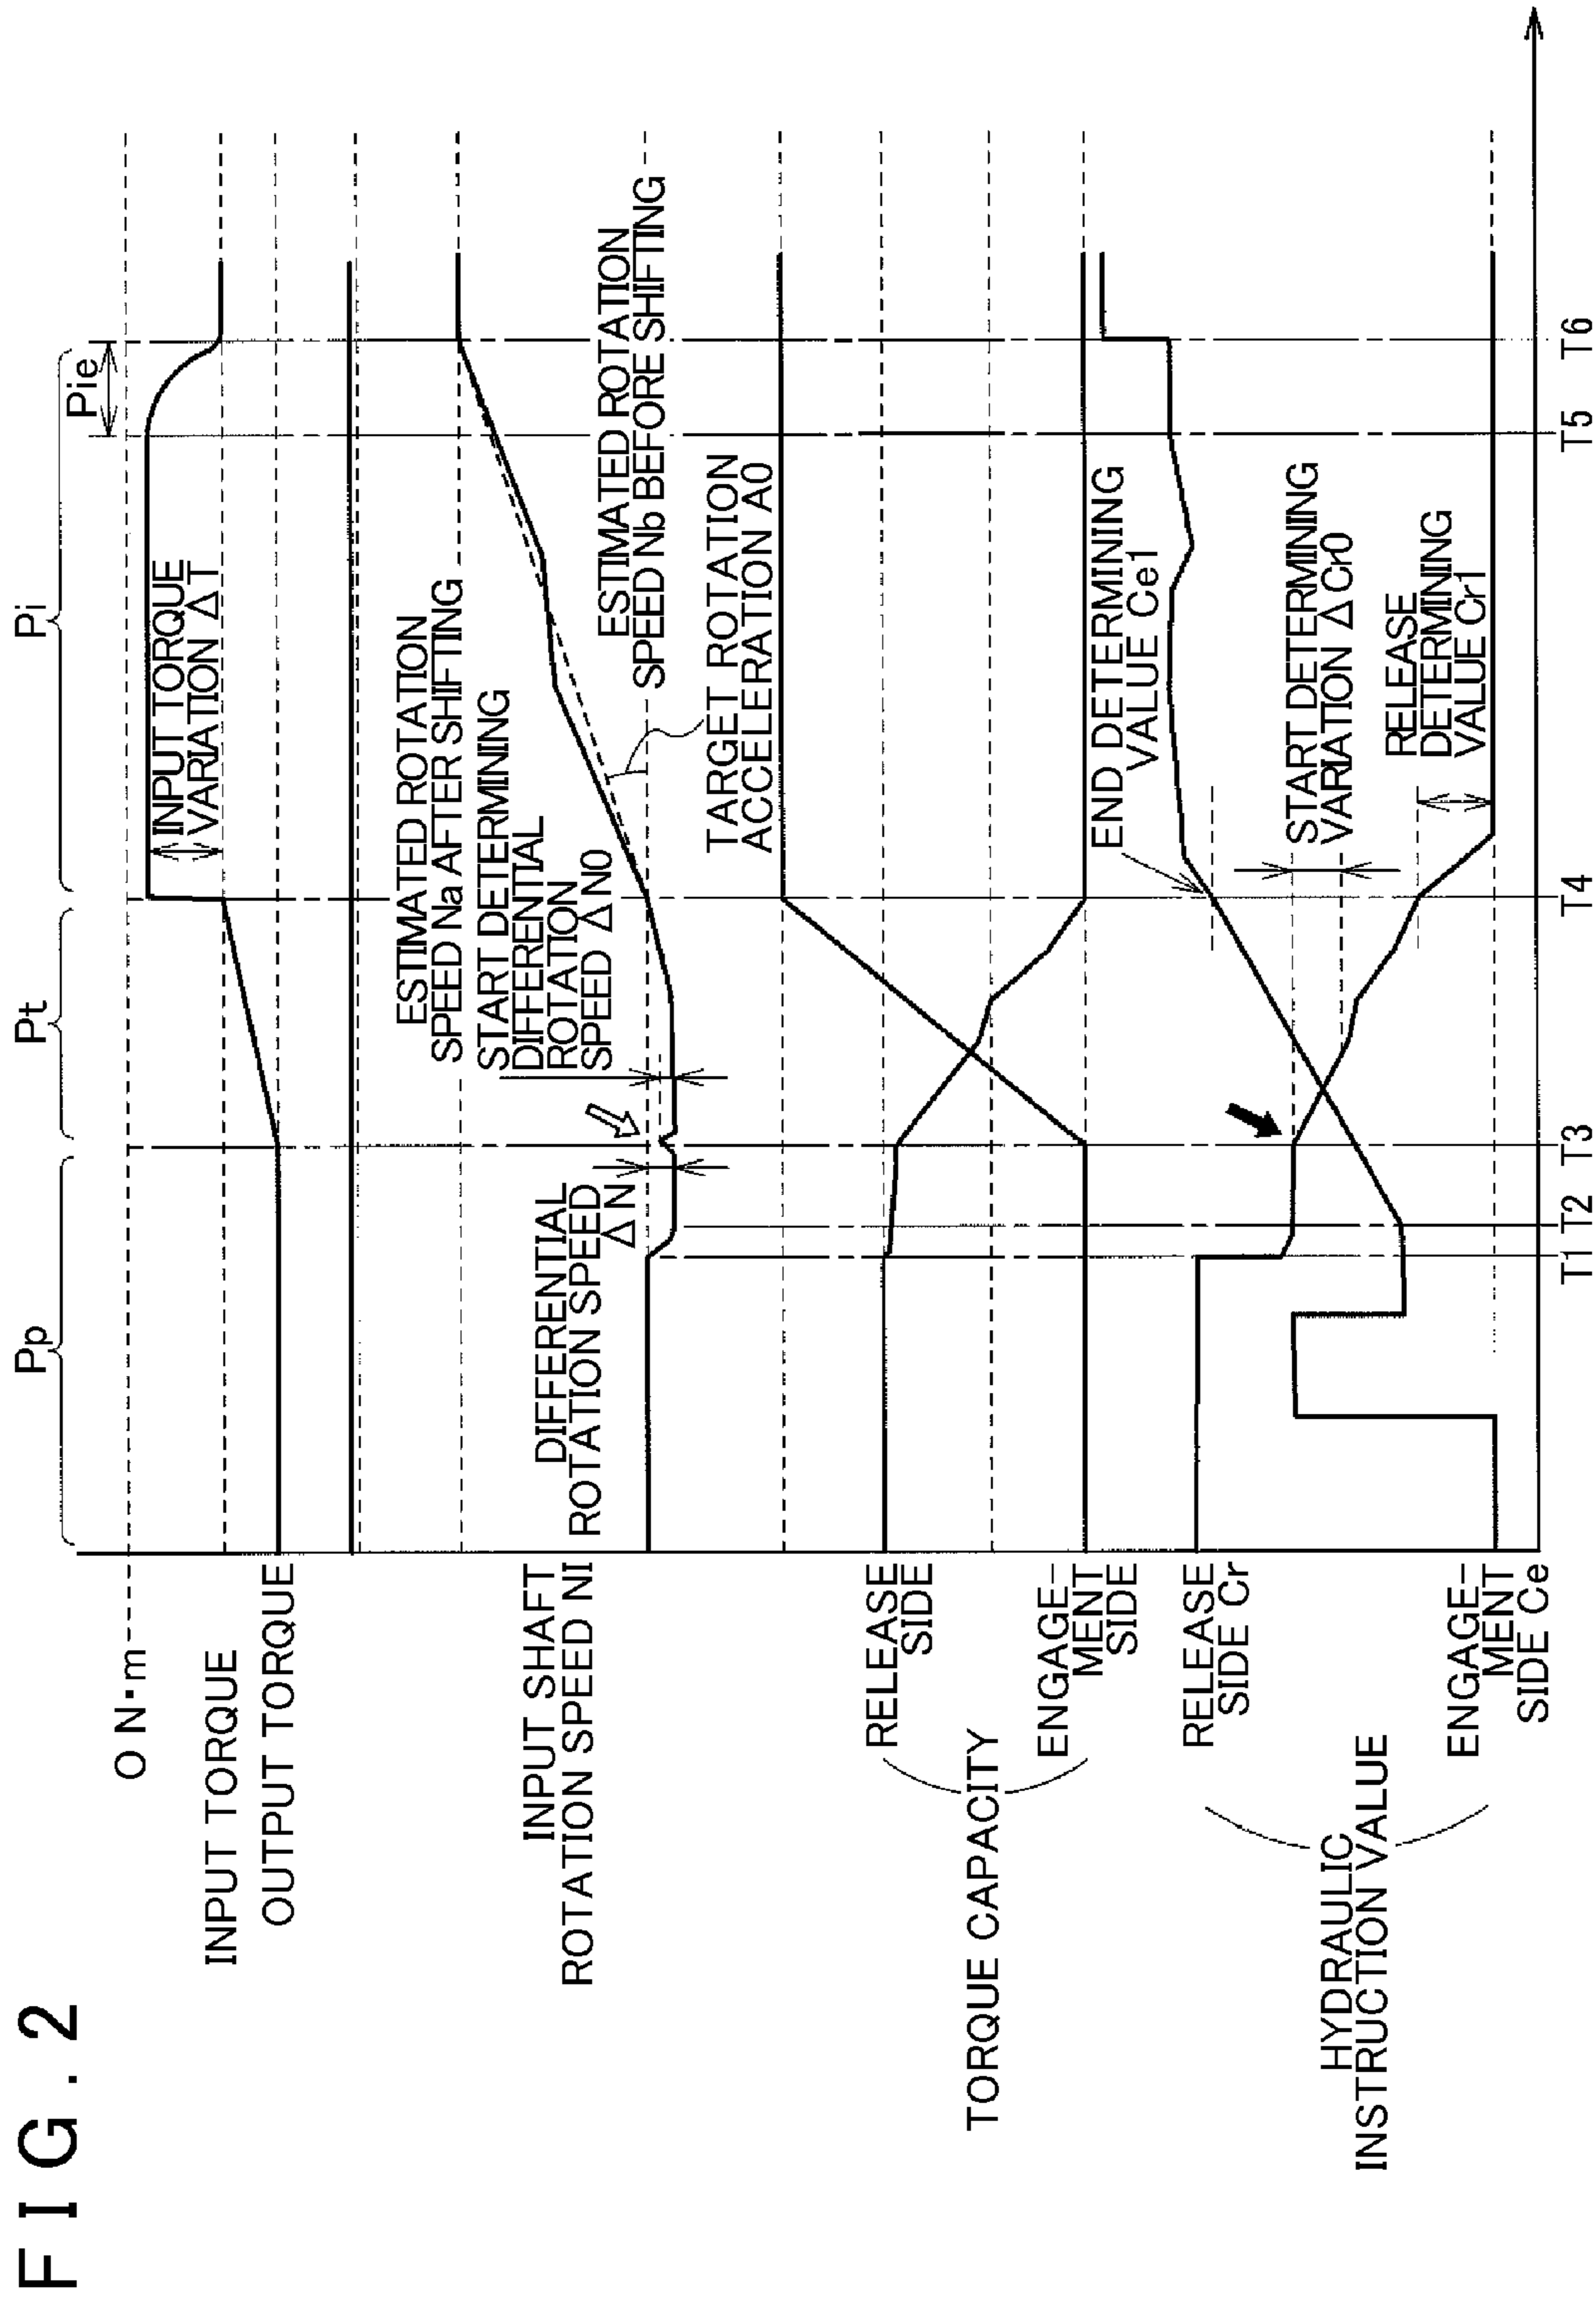 FIG. 2
Pp
Pt
Pi
Pie
0 N·m
INPUT TORQUE
VARIATION ΔT
INPUT TORQUE
OUTPUT TORQUE
ESTIMATED ROTATION
SPEED Na AFTER SHIFTING
START DETERMINING
DIFFERENTIAL
ROTATION
SPEED ΔN0
ESTIMATED ROTATION
SPEED Nb BEFORE SHIFTING
DIFFERENTIAL
ROTATION SPEED
ΔN
INPUT SHAFT
ROTATION SPEED NI
TARGET ROTATION
ACCELERATION A0
TORQUE CAPACITY
RELEASE
SIDE
ENGAGE-
MENT
SIDE
END DETERMINING
VALUE Ce1
START DETERMINING
VARIATION ΔCr0
RELEASE
DETERMINING
VALUE Cr1
HYDRAULIC
INSTRUCTION VALUE
RELEASE
SIDE Cr
ENGAGE-
MENT
SIDE Ce
T1
T2
T3
T4
T5
T6